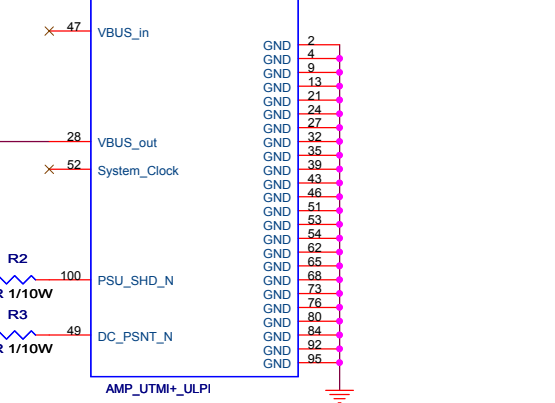 47 VBUS_in
28 VBUS_out
52 System_Clock
R2
100 PSU_SHD_N
R 1/10W
R3
49 DC_PSNT_N
R 1/10W
GND 2
GND 4
GND 9
GND 13
GND 21
GND 24
GND 27
GND 32
GND 35
GND 39
GND 43
GND 46
GND 51
GND 53
GND 54
GND 62
GND 65
GND 68
GND 73
GND 76
GND 80
GND 84
GND 92
GND 95
AMP_UTMI+_ULPI